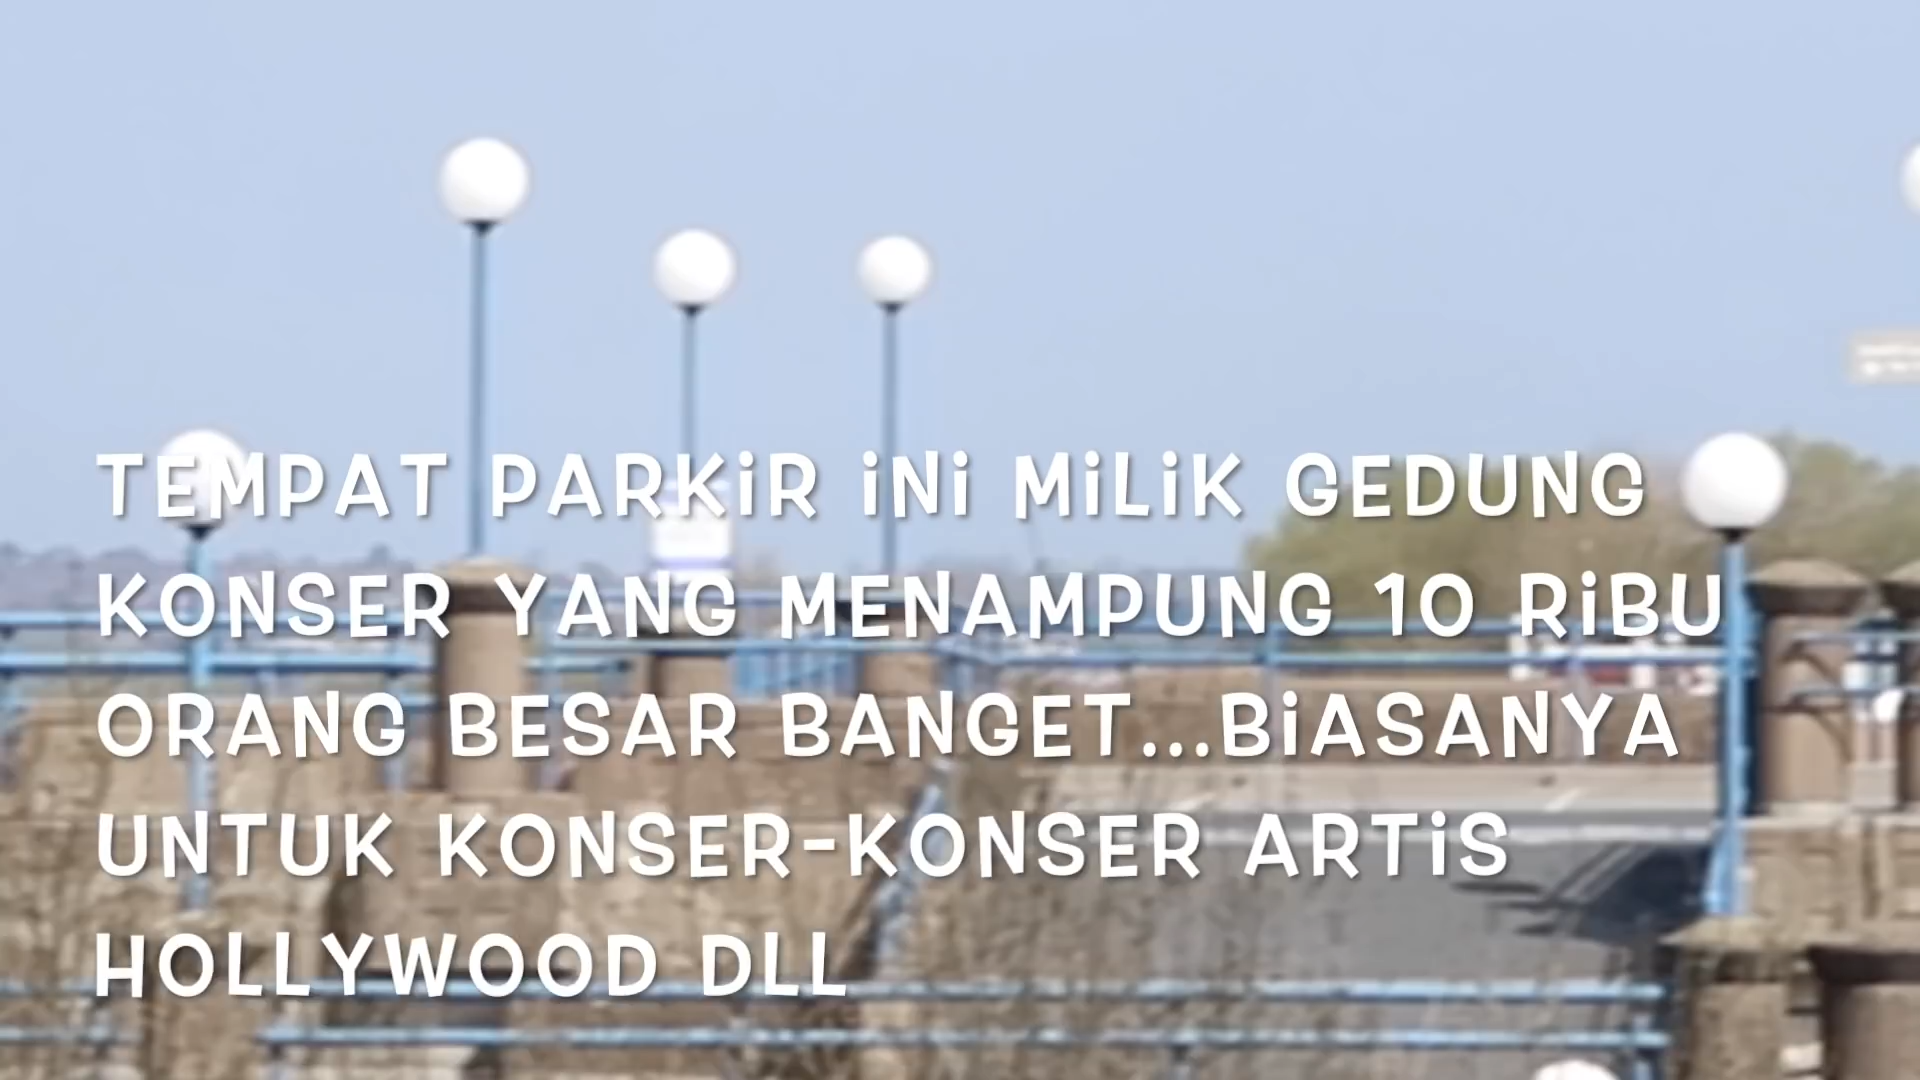 TEMPAT PARKiR iNi MiLiK GEDUNG
KONSER YANG MENAMPUNG 10 RiBU
ORANG BESAR BANGET...BiASANYA
UNTUK KONSER-KONSER ARTiS
HOLLYWOOD DLL